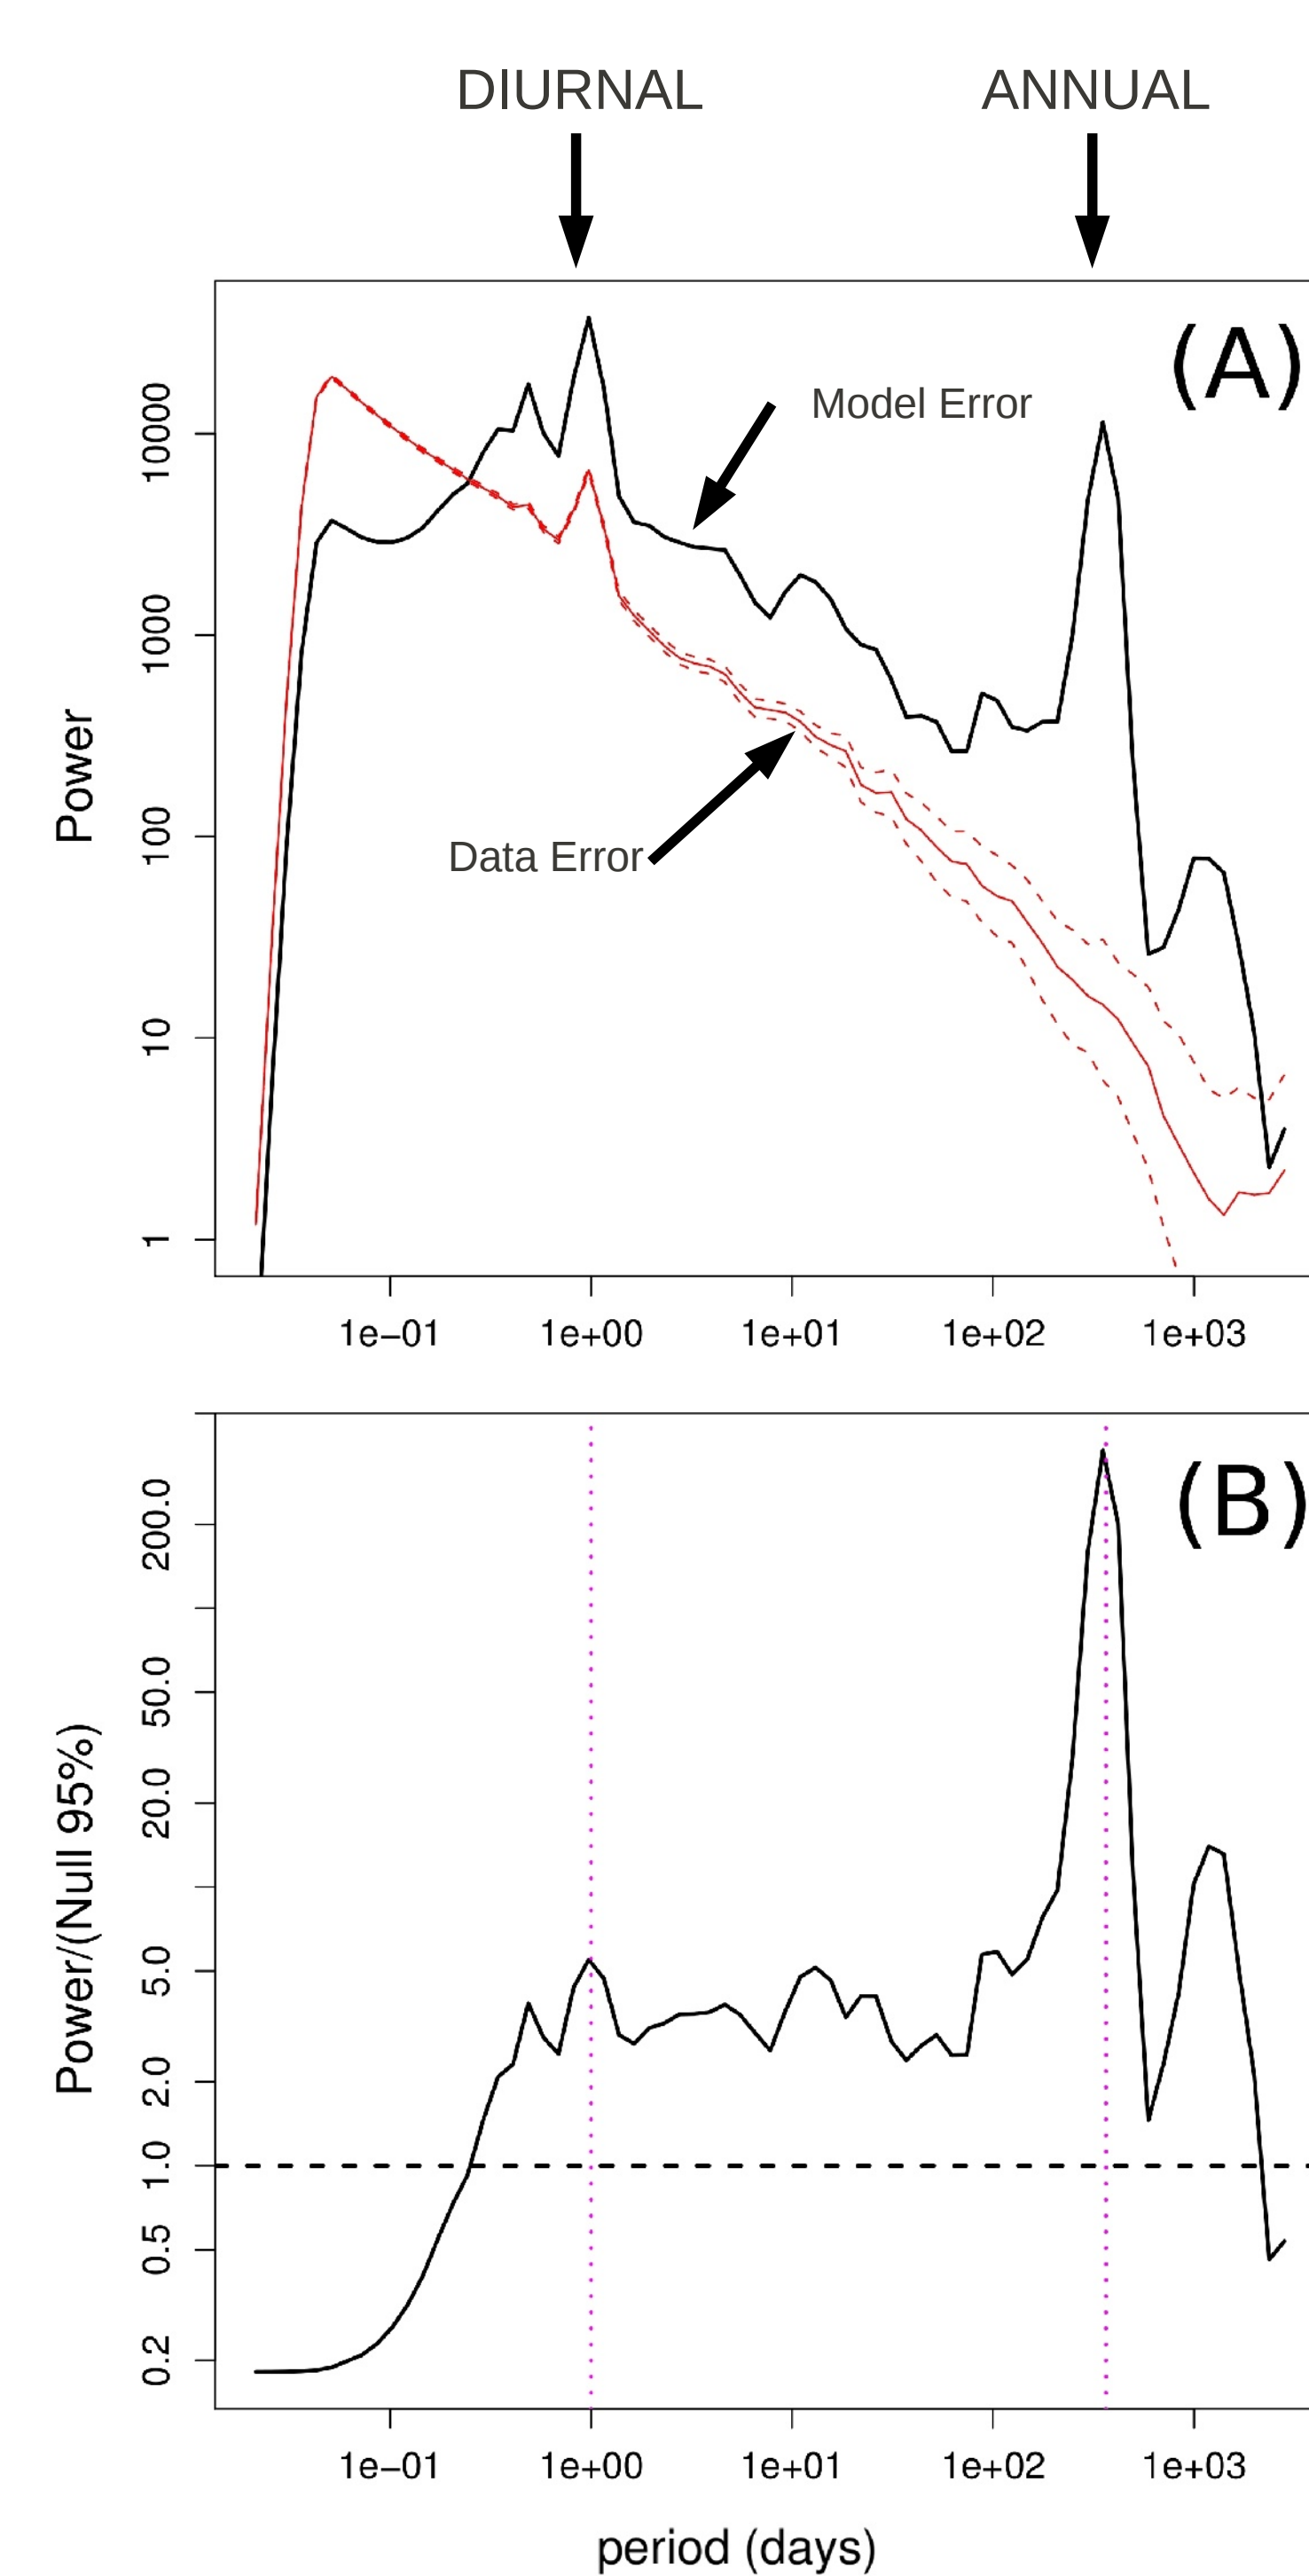 DIURNAL ANNUAL
(A)
Model Error
Data Error
Power
10000
1000
100
10
1
1e−01 1e+00 1e+01 1e+02 1e+03
(B)
Power/(Null 95%)
200.0
50.0
20.0
5.0
2.0
1.0
0.5
0.2
1e−01 1e+00 1e+01 1e+02 1e+03
period (days)